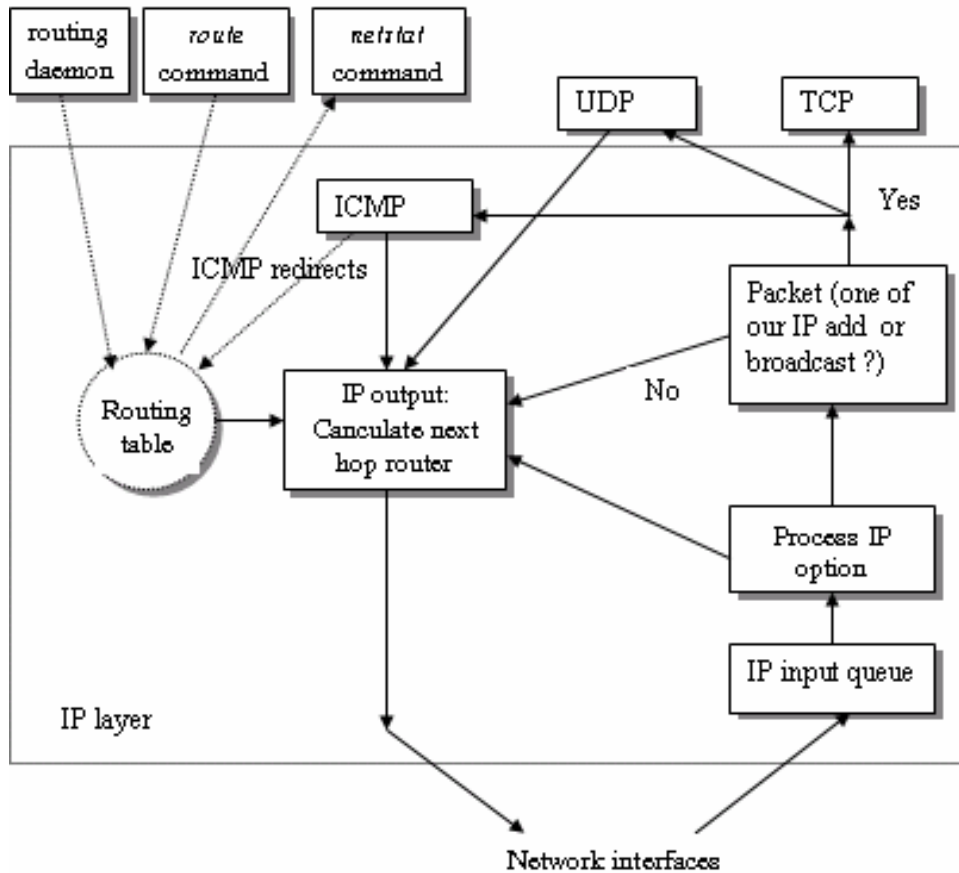 routing
daemon
route
command
netstat
command
UDP
TCP
ICMP
Yes
ICMP redirects
Packet (one of
our IP add or
broadcast ?)
No
Routing
table
IP output:
Canculate next
hop router
Process IP
option
IP input queue
IP layer
Network interfaces